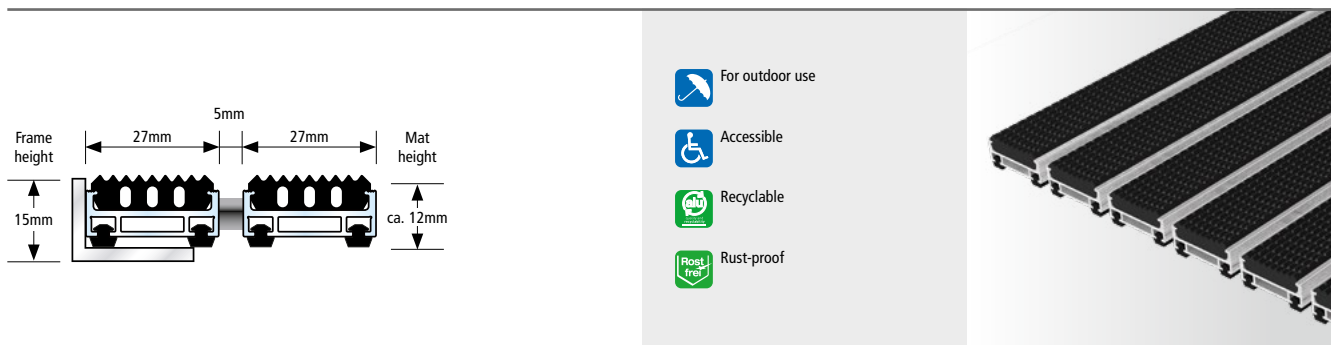 5mm
Frame
height
27mm
27mm
Mat
height
15mm
ca. 12mm
For outdoor use
Accessible
alu
Recyclable
Rost
frei
Rust-proof